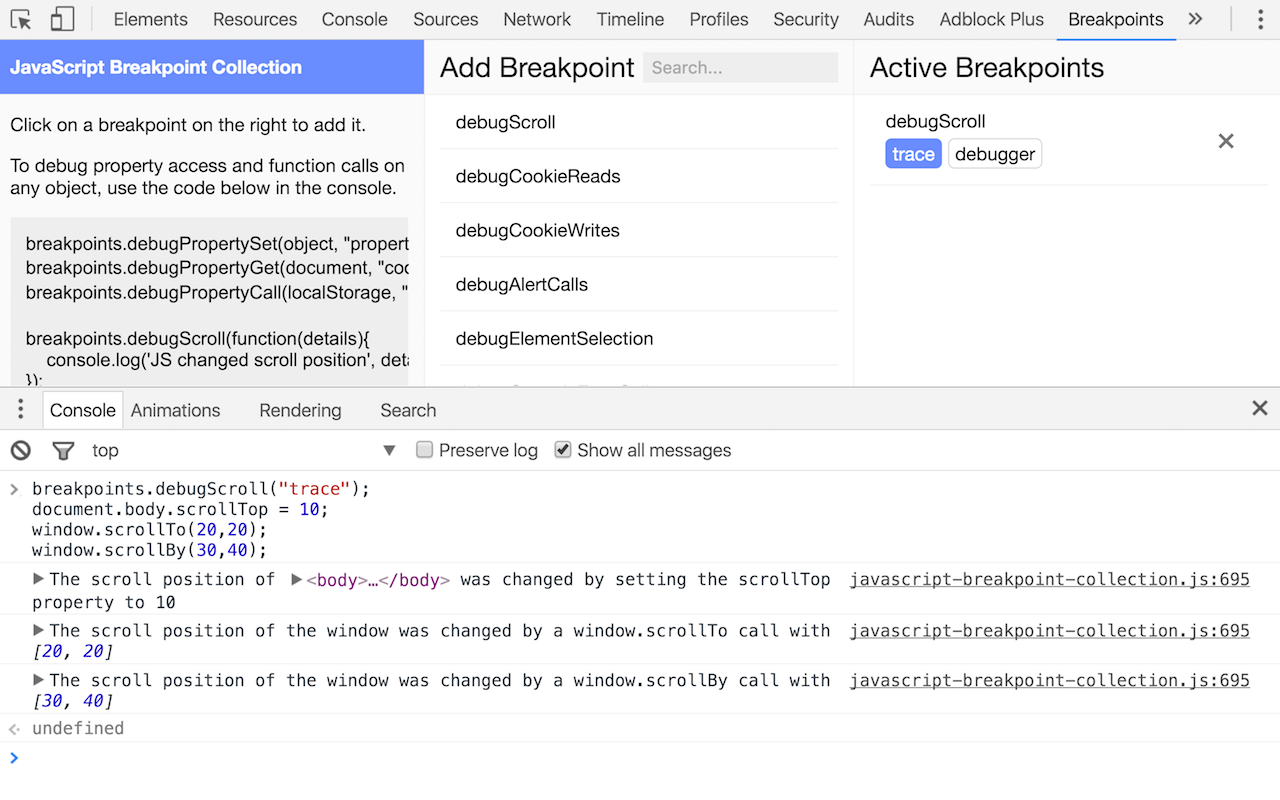 Elements Resources Console Sources Network Timeline Profiles Security Audits Adblock Plus Breakpoints »
JavaScript Breakpoint Collection
Click on a breakpoint on the right to add it.
To debug property access and function calls on
any object, use the code below in the console.
breakpoints.debugPropertySet(object, "propert
breakpoints.debugPropertyGet(document, "coo
breakpoints.debugPropertyCall(localStorage, "
breakpoints.debugScroll(function(details){
console.log('JS changed scroll position', deta
});
Add Breakpoint Search...
debugScroll
debugCookieReads
debugCookieWrites
debugAlertCalls
debugElementSelection
Active Breakpoints
debugScroll
trace debugger
Console Animations Rendering Search
top Preserve log Show all messages
breakpoints.debugScroll("trace");
document.body.scrollTop = 10;
window.scrollTo(20,20);
window.scrollBy(30,40);
The scroll position of <body>…</body> was changed by setting the scrollTop javascript-breakpoint-collection.js:695
property to 10
The scroll position of the window was changed by a window.scrollTo call with javascript-breakpoint-collection.js:695
[20, 20]
The scroll position of the window was changed by a window.scrollBy call with javascript-breakpoint-collection.js:695
[30, 40]
undefined